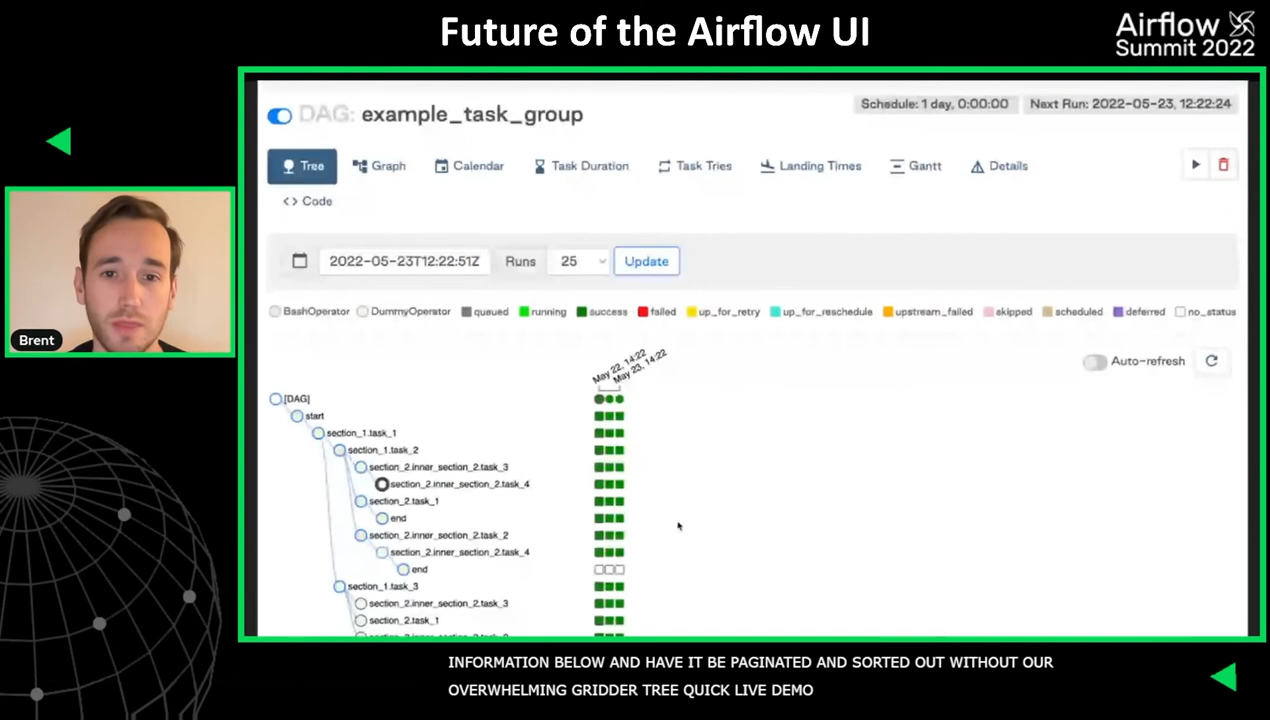 Future of the Airflow UI
Airflow
Summit 2022
DAG: example_task_group
Schedule: 1 day, 0:00:00
Next Run: 2022-05-23, 12:22:24
Tree
Graph
Calendar
Task Duration
Task Tries
Landing Times
Gantt
Details
<> Code
2022-05-23T12:22:51Z
Runs
25
Update
BashOperator
DummyOperator
queued
running
success
failed
up_for_retry
up_for_reschedule
upstream_failed
skipped
scheduled
deferred
no_status
May 22, 14:22
May 23, 14:22
Auto-refresh
[DAG]
start
section_1.task_1
section_1.task_2
section_2.inner_section_2.task_3
section_2.inner_section_2.task_4
section_2.task_1
end
section_2.inner_section_2.task_2
section_2.inner_section_2.task_4
end
section_1.task_3
section_2.inner_section_2.task_3
section_2.task_1
Brent
INFORMATION BELOW AND HAVE IT BE PAGINATED AND SORTED OUT WITHOUT OUR
OVERWHELMING GRIDDER TREE QUICK LIVE DEMO